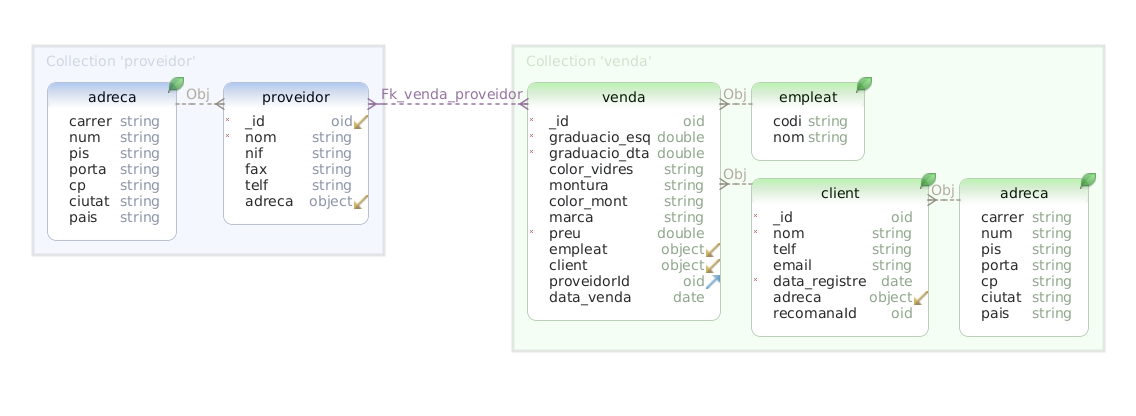 Collection 'proveidor'
adreca
carrer string
num string
pis string
porta string
cp string
ciutat string
pais string
Obj
proveidor
* _id oid
* nom string
nif string
fax string
telf string
adreca object
Fk_venda_proveidor
Collection 'venda'
venda
* _id oid
* graduacio_esq double
* graduacio_dta double
color_vidres string
montura string
color_mont string
marca string
* preu double
empleat object
client object
proveidorId oid
data_venda date
Obj
empleat
codi string
nom string
Obj
client
* _id oid
* nom string
telf string
email string
* data_registre date
adreca object
recomanaId oid
Obj
adreca
carrer string
num string
pis string
porta string
cp string
ciutat string
pais string